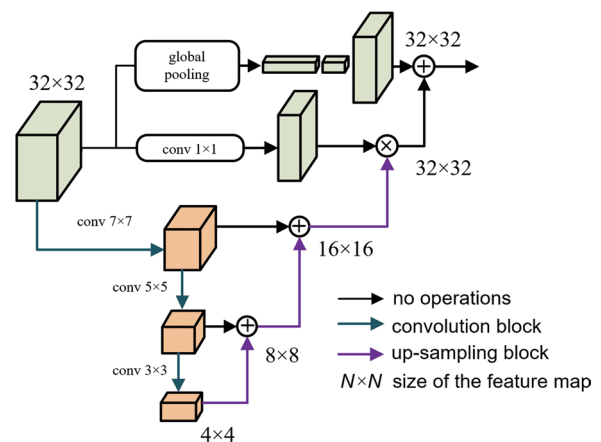 global
pooling
32×32
32×32
conv 1×1
32×32
conv 7×7
16×16
conv 5×5
8×8
conv 3×3
4×4
no operations
convolution block
up-sampling block
N×N size of the feature map